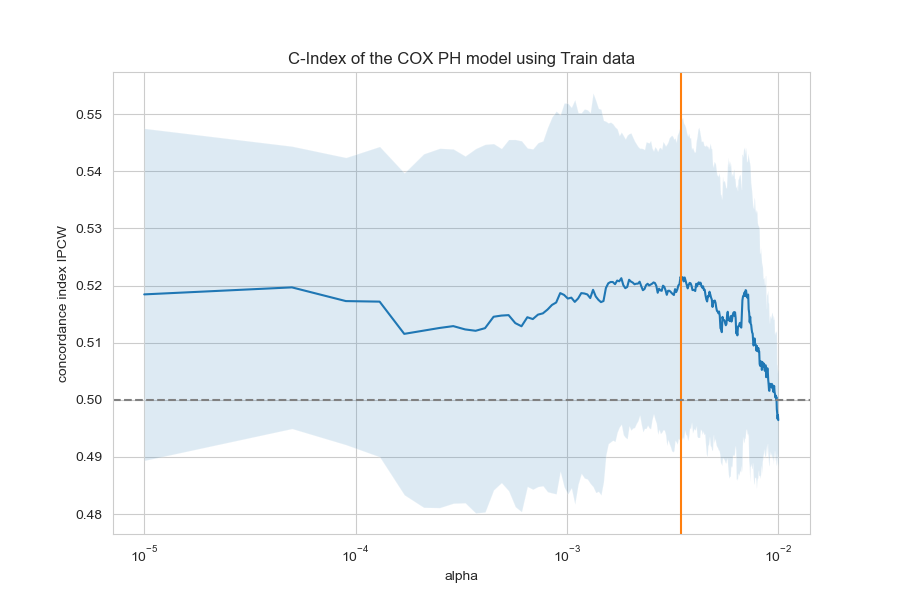 C-Index of the COX PH model using Train data
concordance index IPCW
0.55
0.54
0.53
0.52
0.51
0.50
0.49
0.48
10⁻⁵ 10⁻⁴ 10⁻³ 10⁻²
alpha